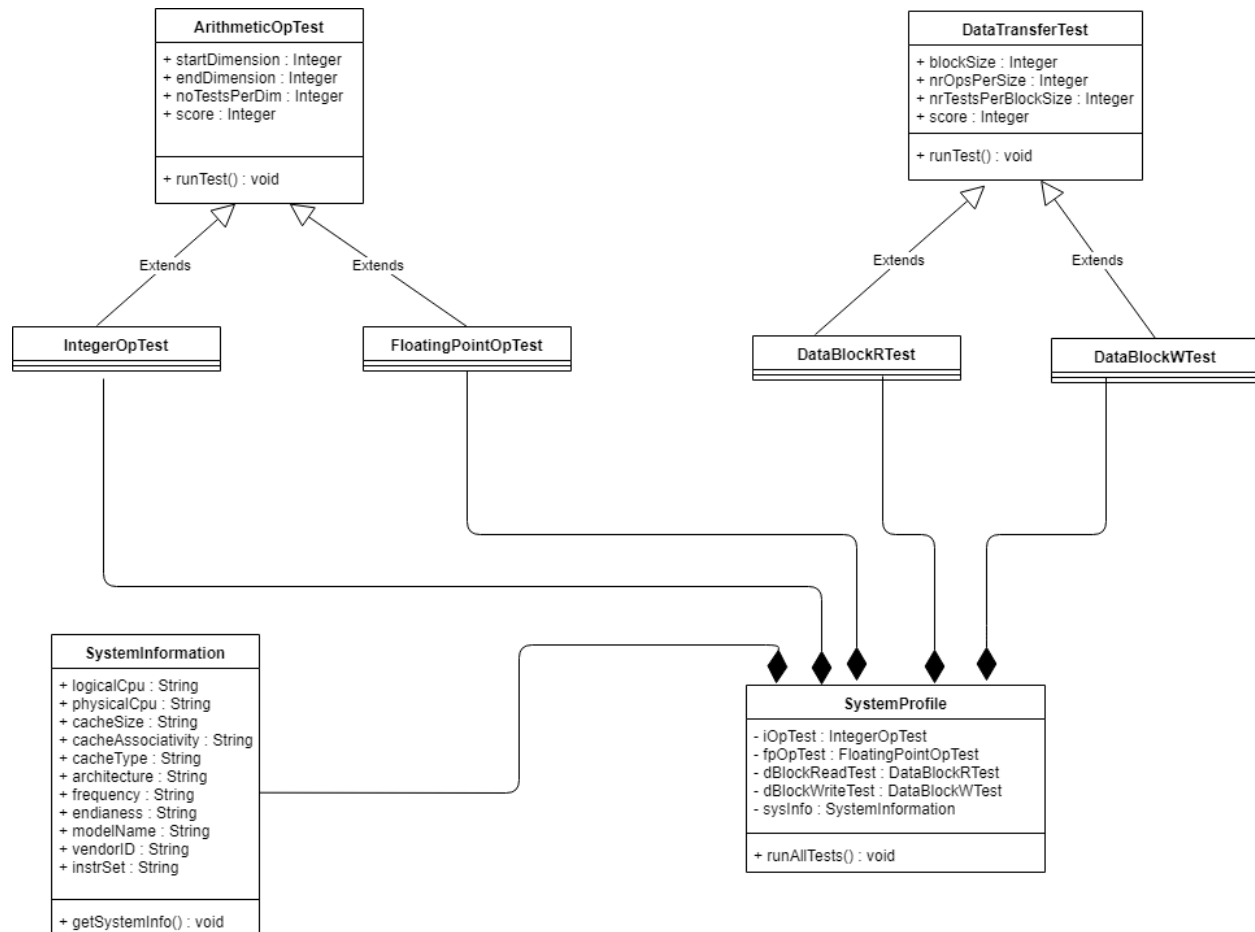 ArithmeticOpTest
+ startDimension : Integer
+ endDimension : Integer
+ noTestsPerDim : Integer
+ score : Integer
+ runTest() : void
DataTransferTest
+ blockSize : Integer
+ nrOpsPerSize : Integer
+ nrTestsPerBlockSize : Integer
+ score : Integer
+ runTest() : void
Extends
Extends
Extends
Extends
IntegerOpTest
FloatingPointOpTest
DataBlockRTest
DataBlockWTest
SystemInformation
+ logicalCpu : String
+ physicalCpu : String
+ cacheSize : String
+ cacheAssociativity : String
+ cacheType : String
+ architecture : String
+ frequency : String
+ endianess : String
+ modelName : String
+ vendorID : String
+ instrSet : String
+ getSystemInfo() : void
SystemProfile
- iOpTest : IntegerOpTest
- fpOpTest : FloatingPointOpTest
- dBlockReadTest : DataBlockRTest
- dBlockWriteTest : DataBlockWTest
- sysInfo : SystemInformation
+ runAllTests() : void